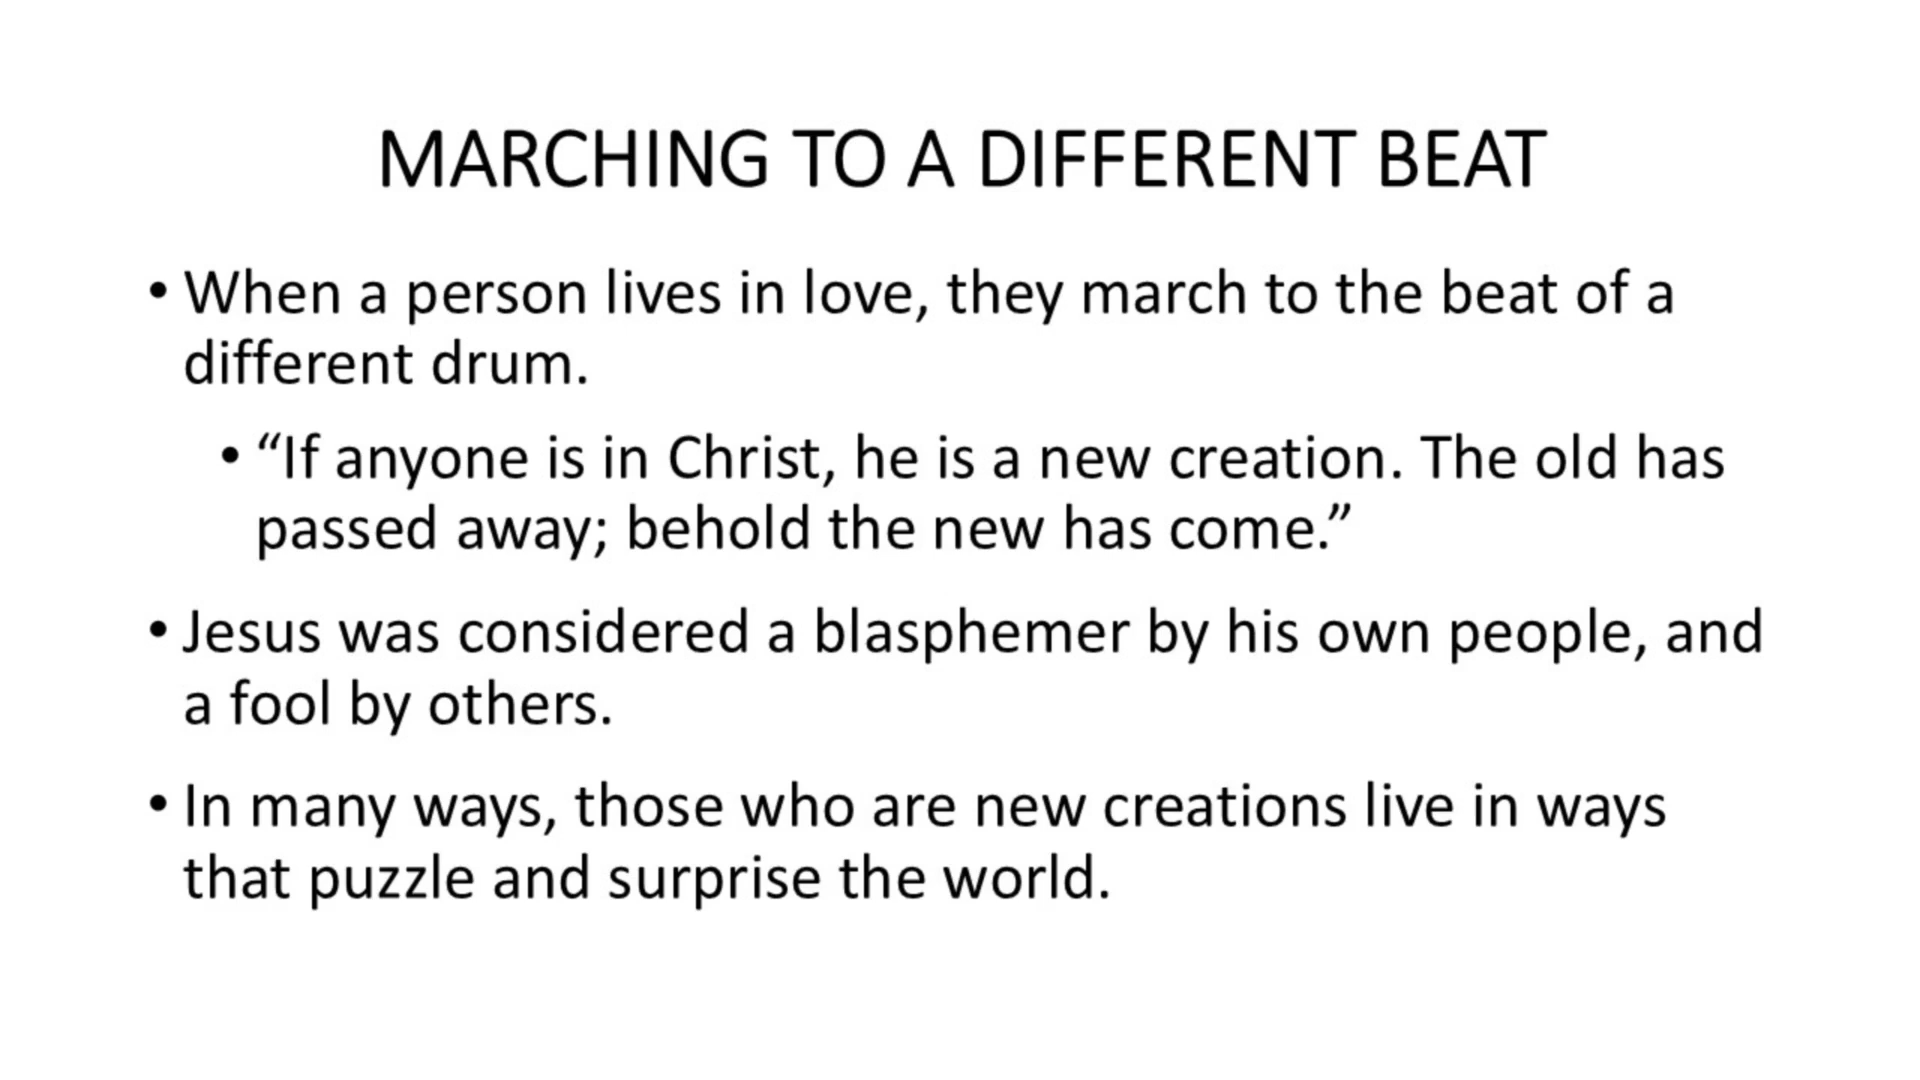 MARCHING TO A DIFFERENT BEAT
• When a person lives in love, they march to the beat of a
different drum.
• “If anyone is in Christ, he is a new creation. The old has
passed away; behold the new has come.”
• Jesus was considered a blasphemer by his own people, and
a fool by others.
• In many ways, those who are new creations live in ways
that puzzle and surprise the world.